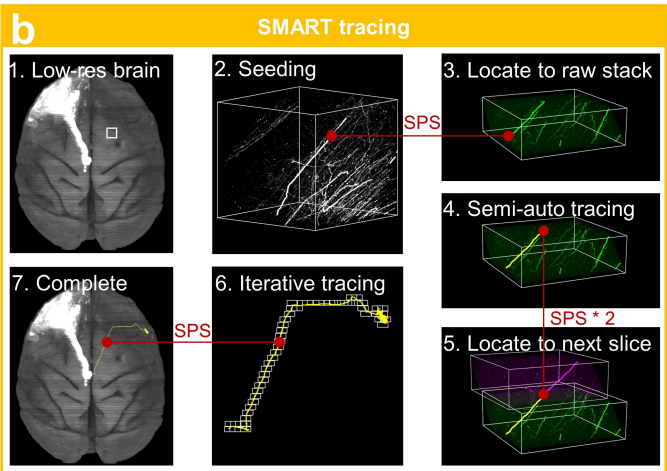 b
SMART tracing
1. Low-res brain
2. Seeding
3. Locate to raw stack
SPS
4. Semi-auto tracing
SPS * 2
5. Locate to next slice
6. Iterative tracing
SPS
7. Complete